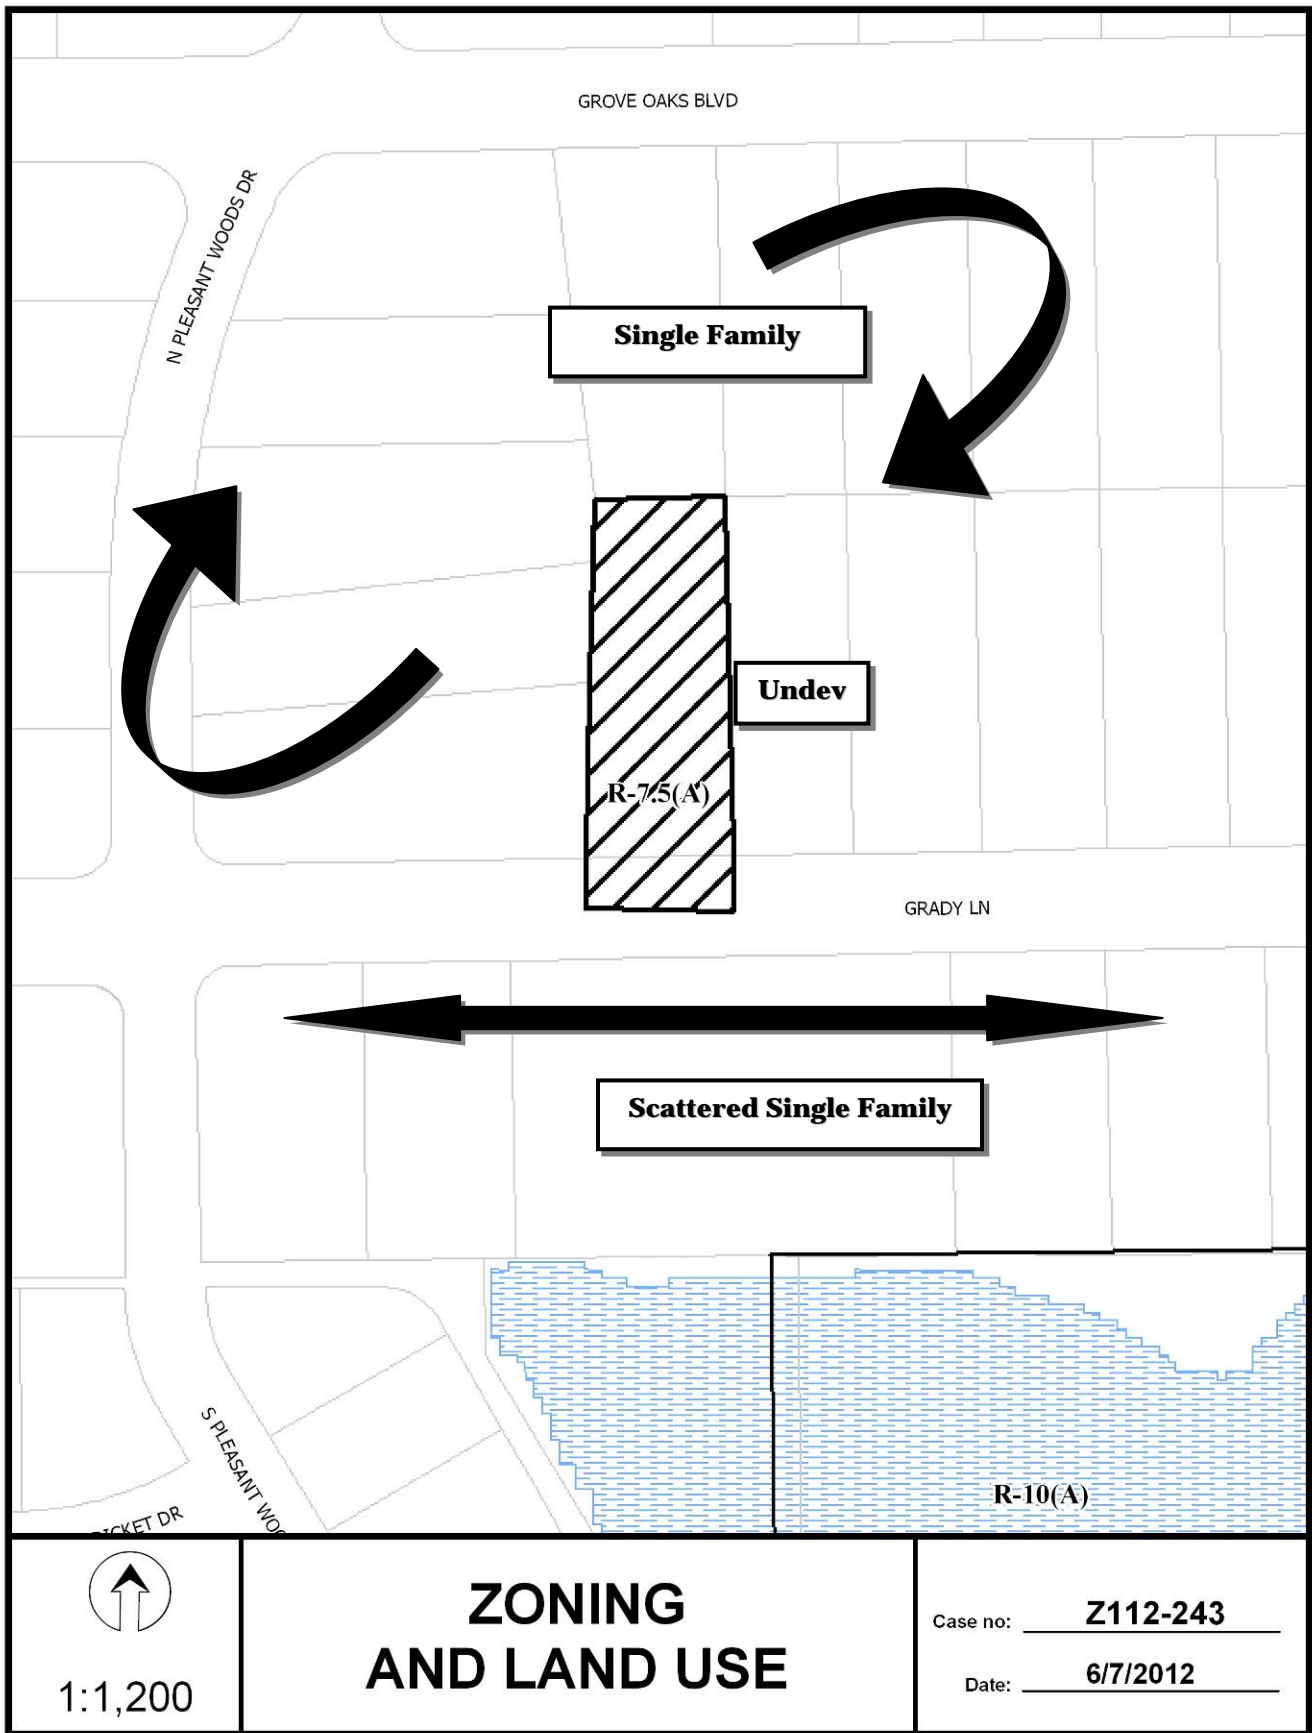 GROVE OAKS BLVD
N PLEASANT WOODS DR
Single Family
Undev
R-7.5(A)
GRADY LN
Scattered Single Family
S PLEASANT
R-10(A)
DR
ZONING
AND LAND USE
1:1,200
Case no: Z112-243
Date: 6/7/2012